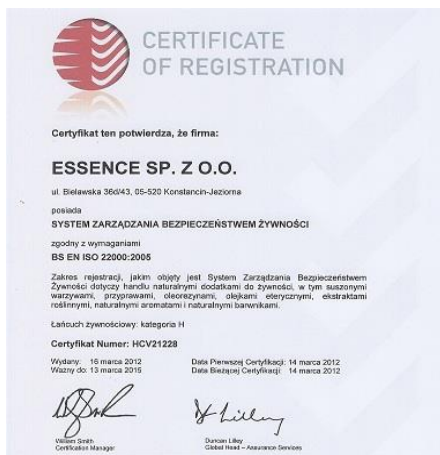 CERTIFICATE
OF REGISTRATION
Certyfikat ten potwierdza, że firma:
ESSENCE SP. Z O.O.
ul. Bielawska 36d/43, 05-520 Konstancin-Jeziorna
posiada
SYSTEM ZARZĄDZANIA BEZPIECZEŃSTWEM ŻYWNOŚCI
zgodny z wymaganiami
BS EN ISO 22000:2005
Zakres rejestracji, jakim objęty jest System Zarządzania Bezpieczeństwem
Żywności dotyczy handlu naturalnymi dodatkami do żywności, w tym suszonymi
warzywami, przyprawami, oleorezynami, olejkami eterycznymi, ekstraktami
roślinnymi, naturalnymi aromatami i naturalnymi barwnikami.
Łańcuch żywnościowy: kategoria H
Certyfikat Numer: HCV21228
Wydany: 16 marca 2012 Data Pierwszej Certyfikacji: 14 marca 2012
Ważny do: 13 marca 2015 Data Bieżącej Certyfikacji: 14 marca 2012
William Smith Duncan Lilley
Certification Manager Global Head – Assurance Services